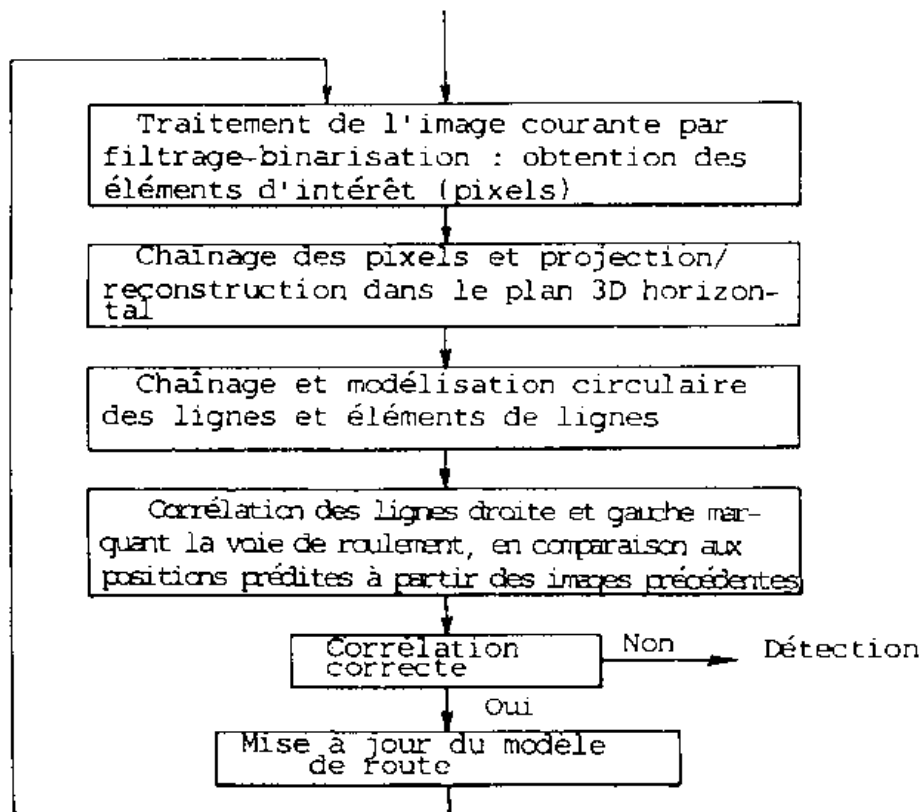 Traitement de l'image courante par
filtrage-binarisation : obtention des
éléments d'intérêt (pixels)
Chaînage des pixels et projection/
reconstruction dans le plan 3D horizon-
tal
Chaînage et modélisation circulaire
des lignes et éléments de lignes
Corrélation des lignes droite et gauche mar-
quant la voie de roulement, en comparaison aux
positions prédites à partir des images précédentes
Corrélation
correcte
Non
Détection
Oui
Mise à jour du modèle
de route